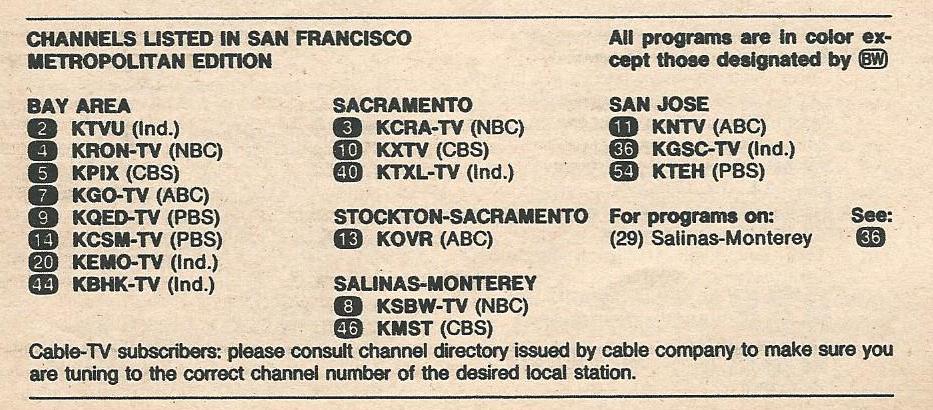 CHANNELS LISTED IN SAN FRANCISCO
METROPOLITAN EDITION
All programs are in color ex-
cept those designated by BW
BAY AREA
2 KTVU (Ind.)
4 KRON-TV (NBC)
5 KPIX (CBS)
7 KGO-TV (ABC)
9 KQED-TV (PBS)
14 KCSM-TV (PBS)
20 KEMO-TV (Ind.)
44 KBHK-TV (Ind.)
SACRAMENTO
3 KCRA-TV (NBC)
10 KXTV (CBS)
40 KTXL-TV (Ind.)
STOCKTON-SACRAMENTO
13 KOVR (ABC)
SALINAS-MONTEREY
8 KSBW-TV (NBC)
46 KMST (CBS)
SAN JOSE
11 KNTV (ABC)
36 KGSC-TV (Ind.)
54 KTEH (PBS)
For programs on: See:
(29) Salinas-Monterey 36
Cable-TV subscribers: please consult channel directory issued by cable company to make sure you
are tuning to the correct channel number of the desired local station.